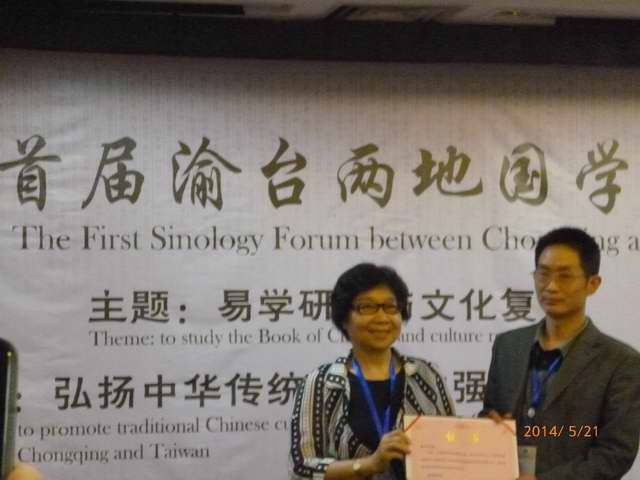 首届渝台两地国学
The First Sinology Forum between
主题：易学研 文化复
Theme: to study the Book of and culture
：弘扬中华传统 强
to promote traditional Chinese
Chongqing and Taiwan
2014/ 5/21